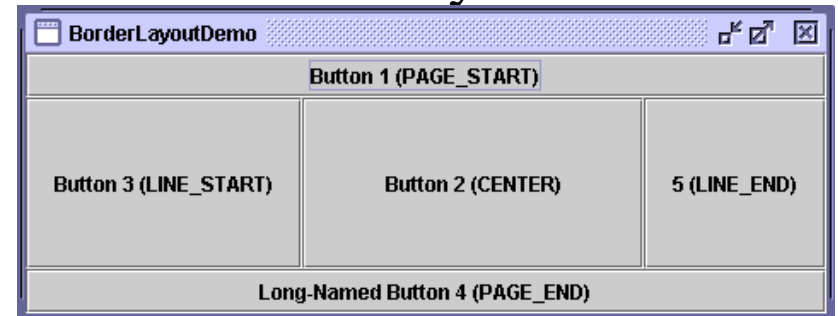 BorderLayoutDemo
Button 1 (PAGE_START)
Button 3 (LINE_START)
Button 2 (CENTER)
5 (LINE_END)
Long-Named Button 4 (PAGE_END)